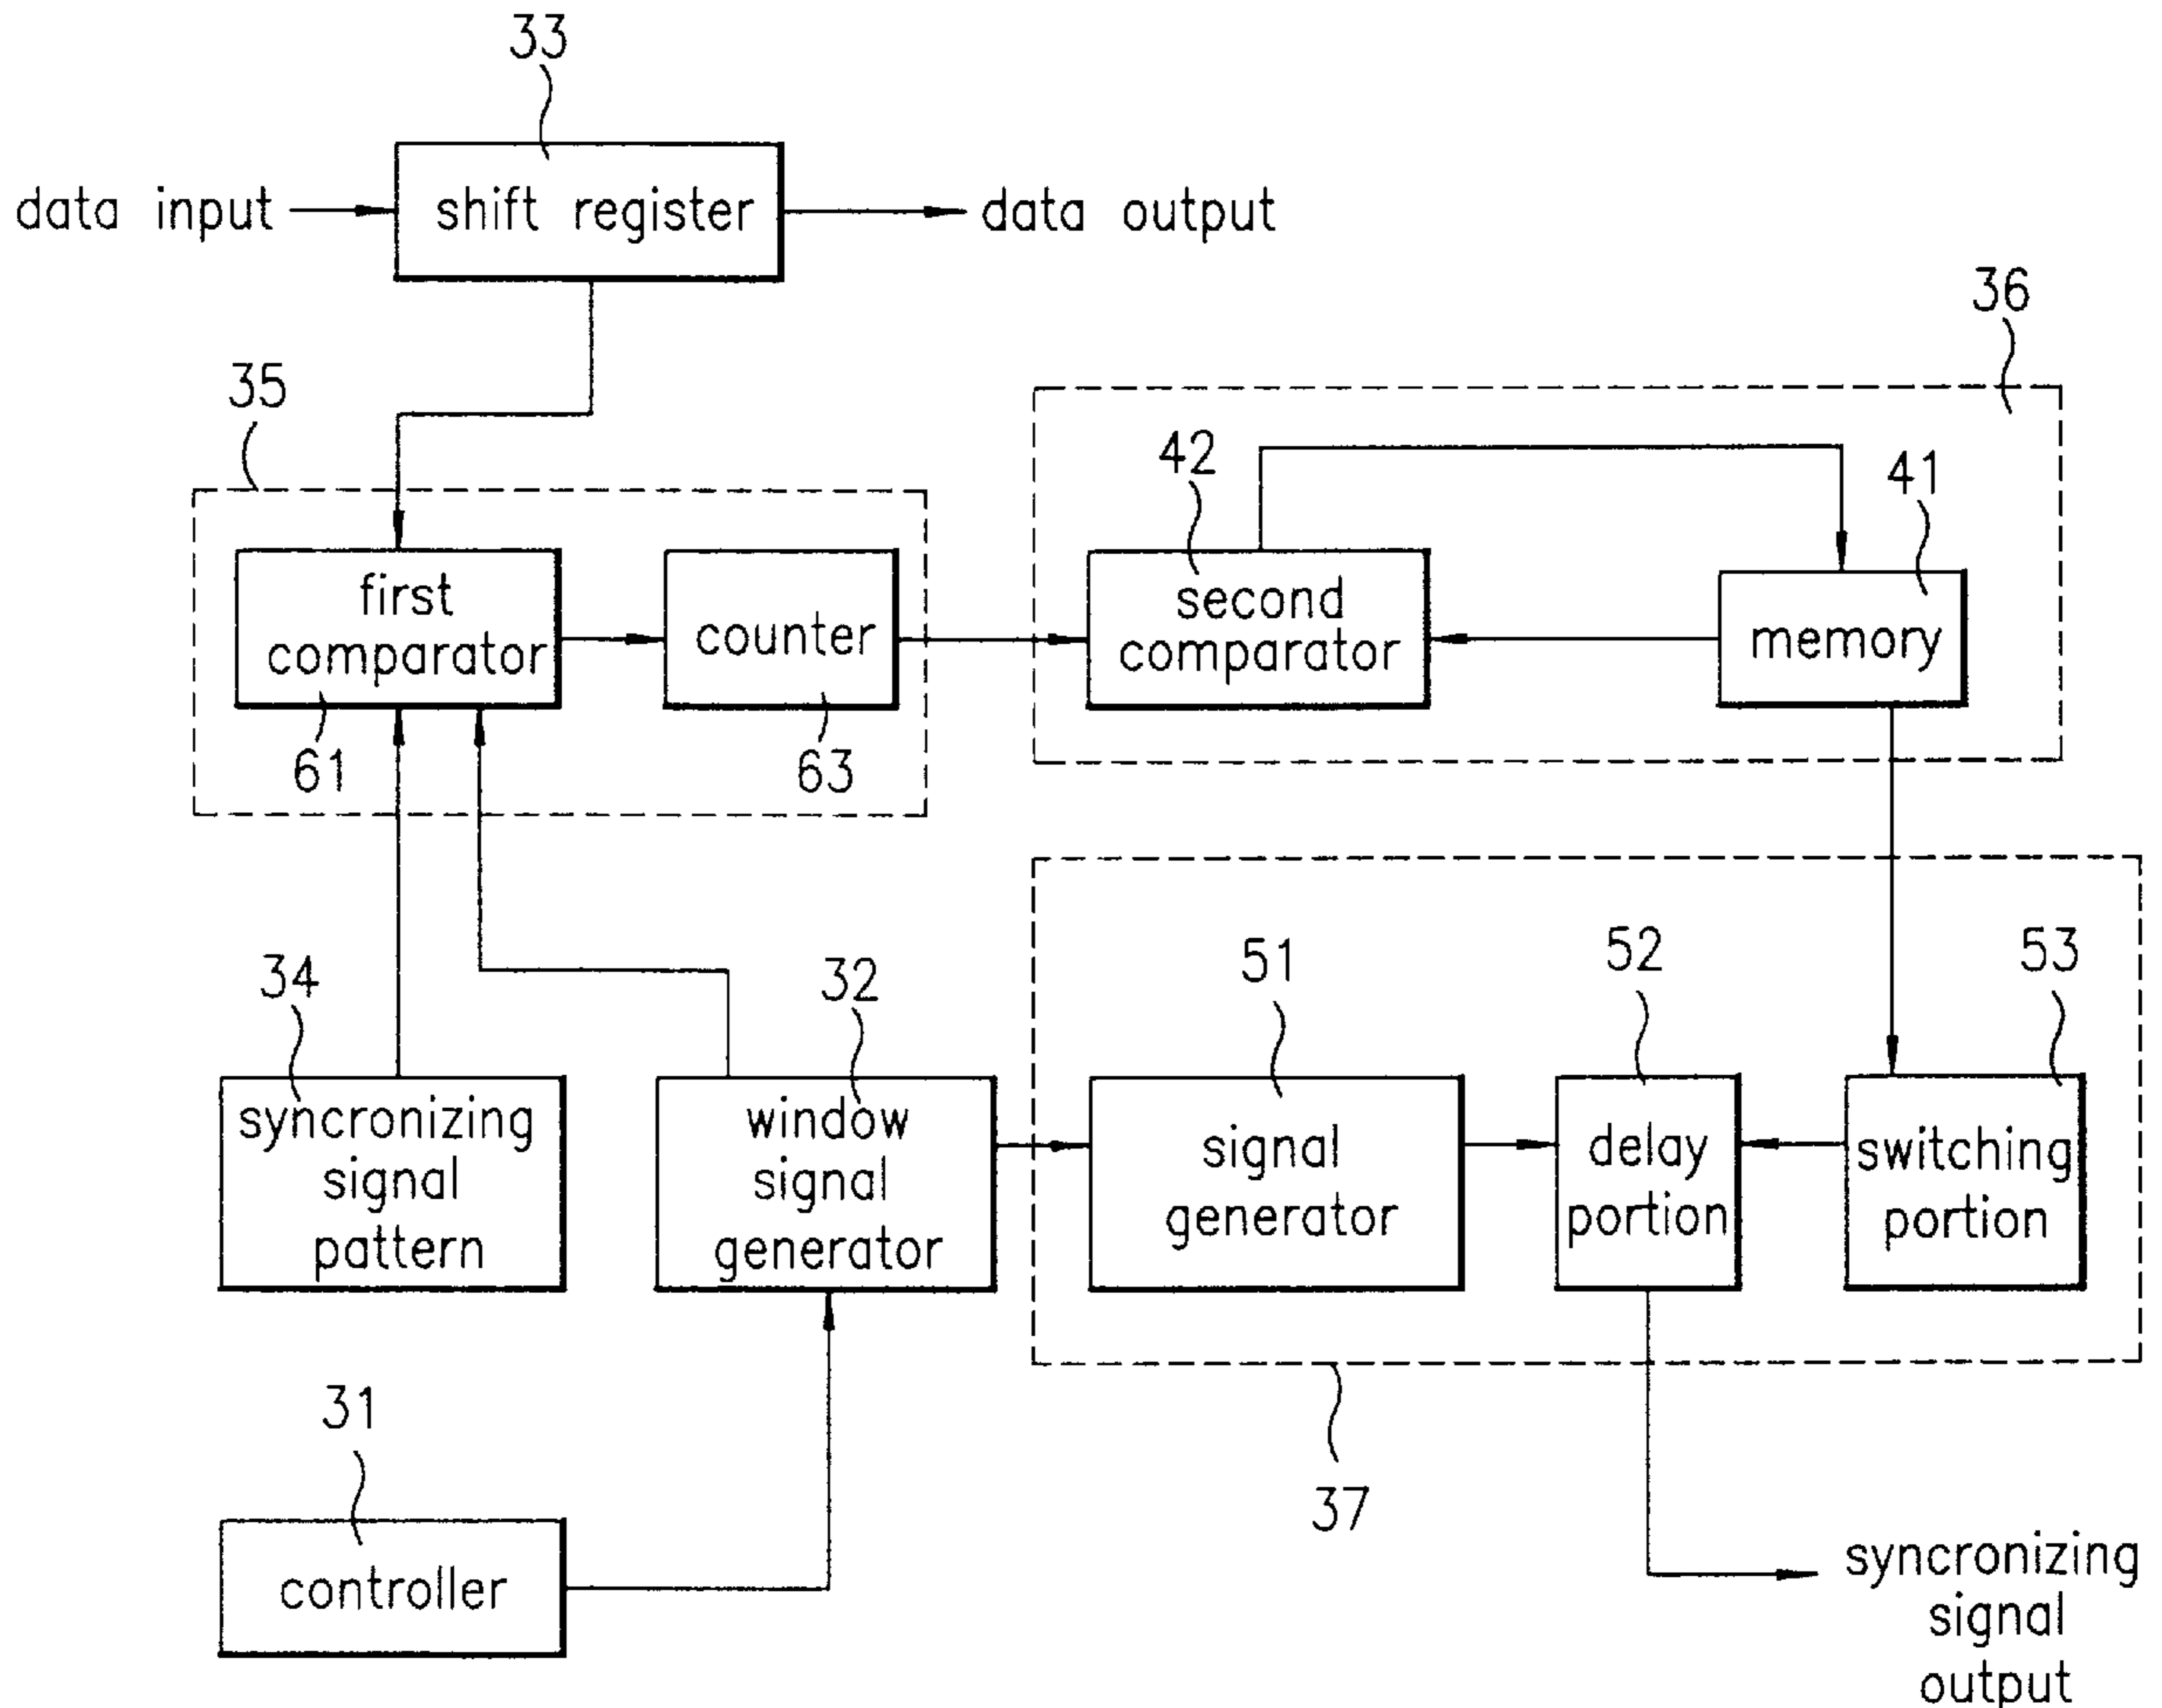 33
data input
shift register
data output
36
35
42
41
first
comparator
counter
second
comparator
memory
61
63
34
32
51
52
53
syncronizing
signal
pattern
window
signal
generator
signal
generator
delay
portion
switching
portion
31
37
controller
syncronizing
signal
output